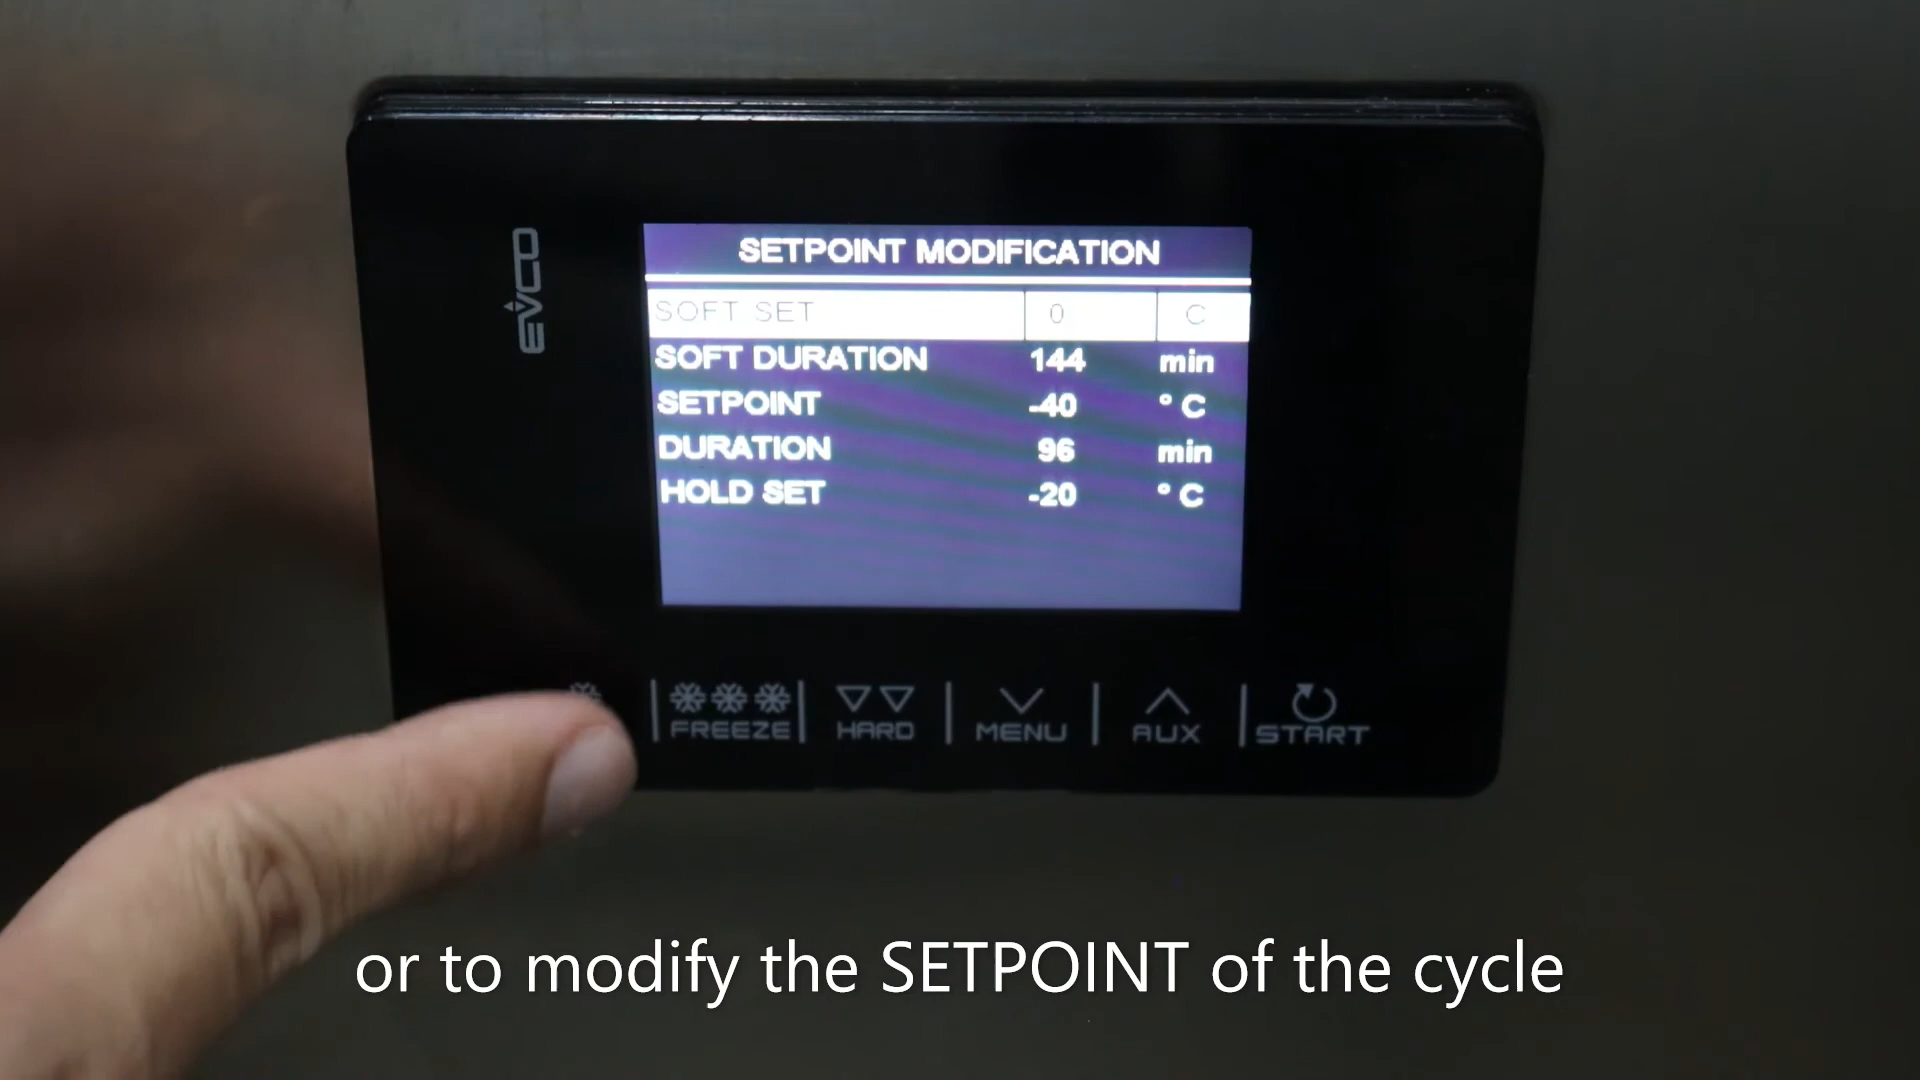 EVCO
SETPOINT MODIFICATION
SOFT SET 0 C
SOFT DURATION 144 min
SETPOINT -40 ° C
DURATION 96 min
HOLD SET -20 ° C
FREEZE HARD MENU AUX START
or to modify the SETPOINT of the cycle